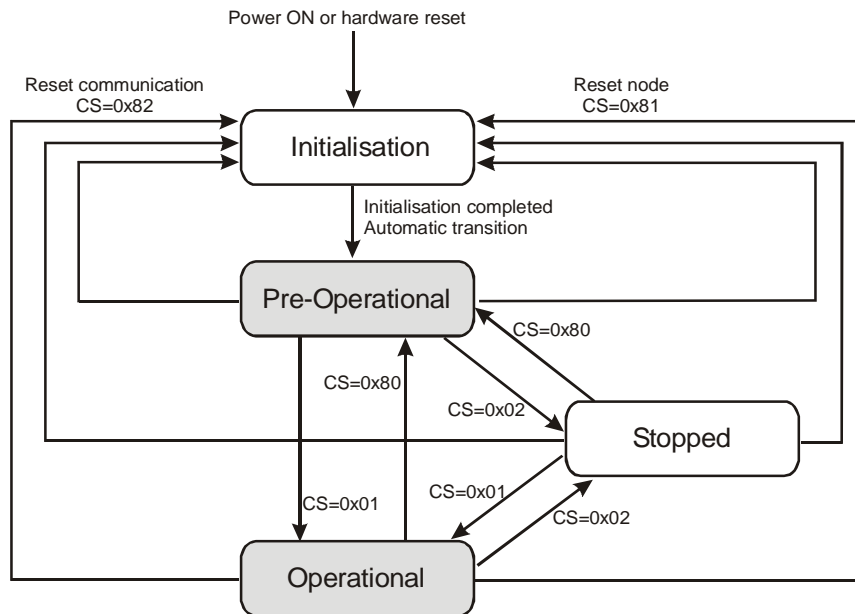 Power ON or hardware reset
Reset communication
CS=0x82
Reset node
CS=0x81
Initialisation
Initialisation completed
Automatic transition
Pre-Operational
CS=0x80
CS=0x80
CS=0x02
Stopped
CS=0x01
CS=0x01
CS=0x02
Operational